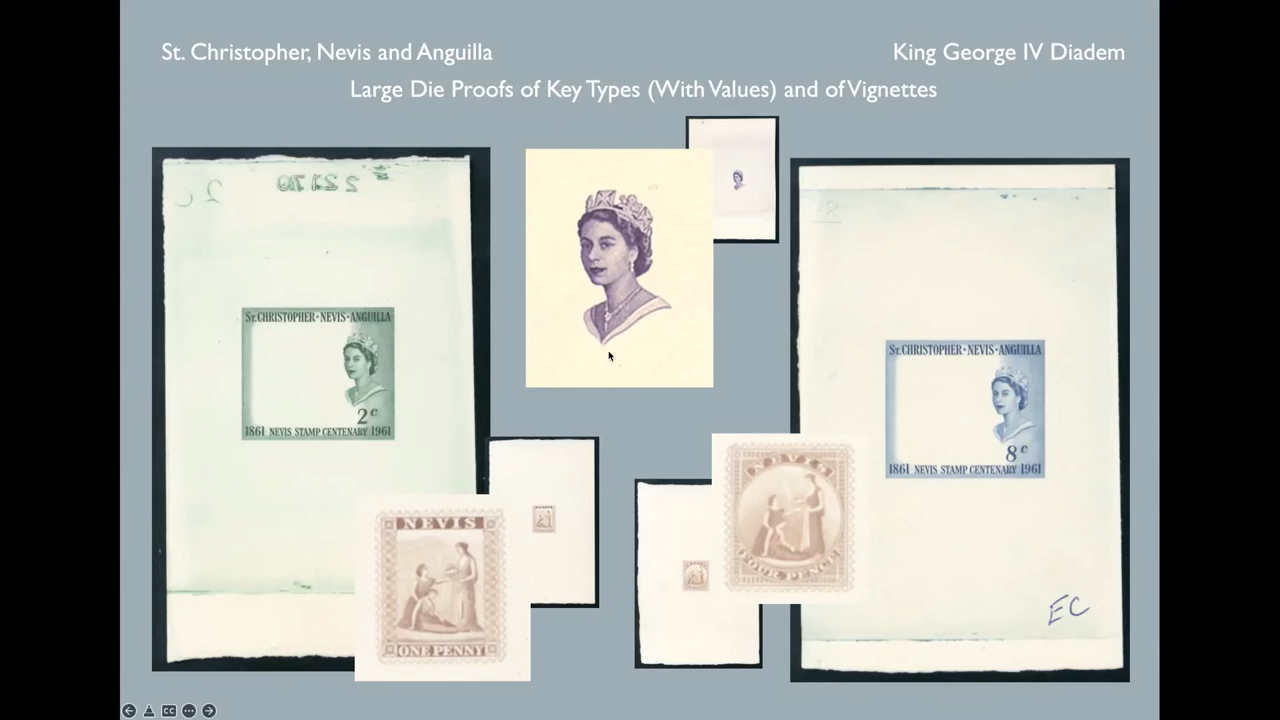 St. Christopher, Nevis and Anguilla
King George IV Diadem
Large Die Proofs of Key Types (With Values) and of Vignettes
ST. CHRISTOPHER·NEVIS·ANGUILLA
2c
1861 NEVIS STAMP CENTENARY 1961
ST. CHRISTOPHER·NEVIS·ANGUILLA
8c
1861 NEVIS STAMP CENTENARY 1961
NEVIS
ONE PENNY
NEVIS
FOUR PENCE
EC
CC